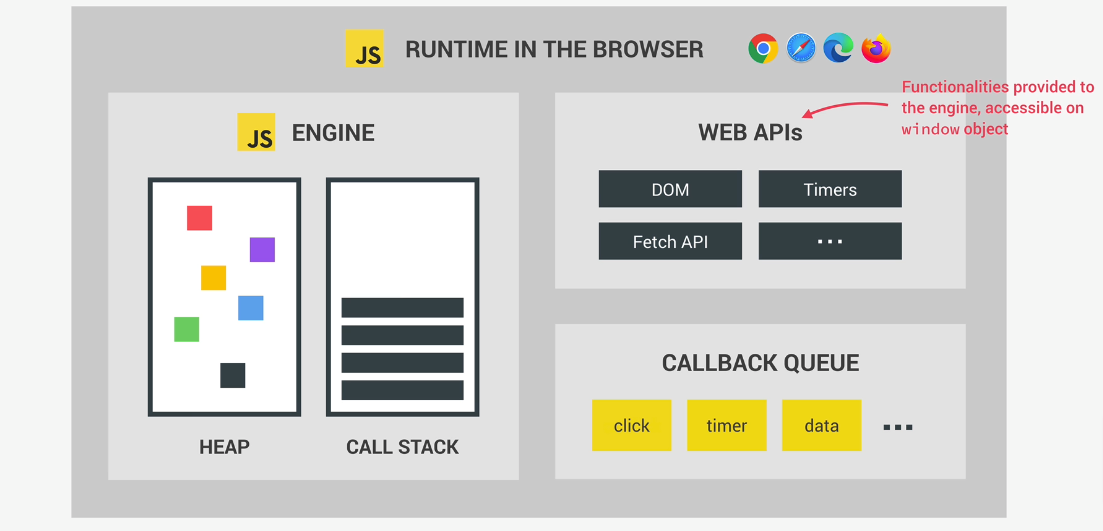 JS RUNTIME IN THE BROWSER
Functionalities provided to
the engine, accessible on
window object
JS ENGINE
HEAP
CALL STACK
WEB APIs
DOM
Timers
Fetch API
...
CALLBACK QUEUE
click
timer
data
...